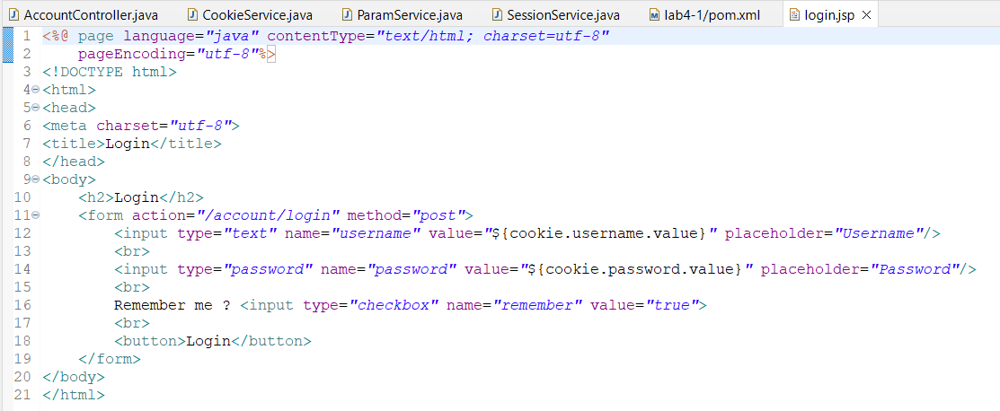 AccountController.java CookieService.java ParamService.java SessionService.java lab4-1/pom.xml login.jsp
1 <%@ page language="java" contentType="text/html; charset=utf-8"
2     pageEncoding="utf-8"%>
3 <!DOCTYPE html>
4 <html>
5 <head>
6 <meta charset="utf-8">
7 <title>Login</title>
8 </head>
9 <body>
10     <h2>Login</h2>
11     <form action="/account/login" method="post">
12         <input type="text" name="username" value="${cookie.username.value}" placeholder="Username"/>
13         <br>
14         <input type="password" name="password" value="${cookie.password.value}" placeholder="Password"/>
15         <br>
16         Remember me ? <input type="checkbox" name="remember" value="true">
17         <br>
18         <button>Login</button>
19     </form>
20 </body>
21 </html>